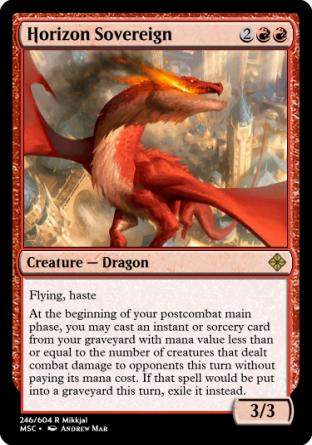 Horizon Sovereign 2
Creature — Dragon
Flying, haste
At the beginning of your postcombat main
phase, you may cast an instant or sorcery card
from your graveyard with mana value less than
or equal to the number of creatures that dealt
combat damage to opponents this turn without
paying its mana cost. If that spell would be put
into a graveyard this turn, exile it instead.
3/3
246/604 R Mikkjal
MSC • Andrew Mar